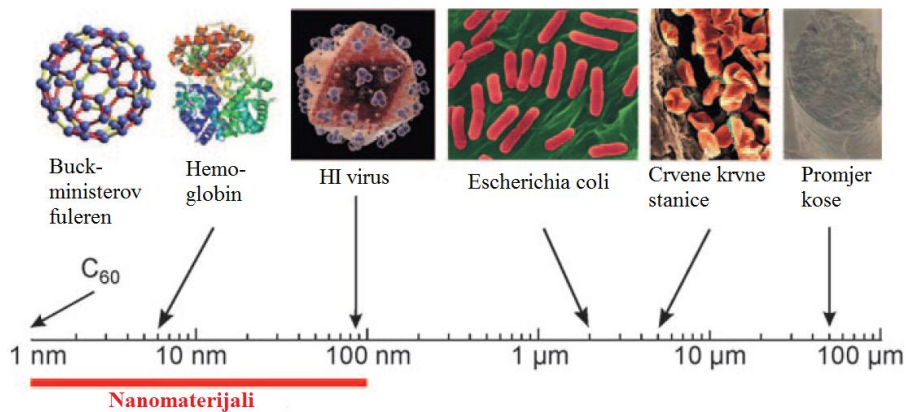 Buck-
ministerov
fuleren
Hemo-
globin
HI virus
Escherichia coli
Crvene krvne
stanice
Promjer
kose
C60
1 nm
10 nm
100 nm
1 µm
10 µm
100 µm
Nanomaterijali